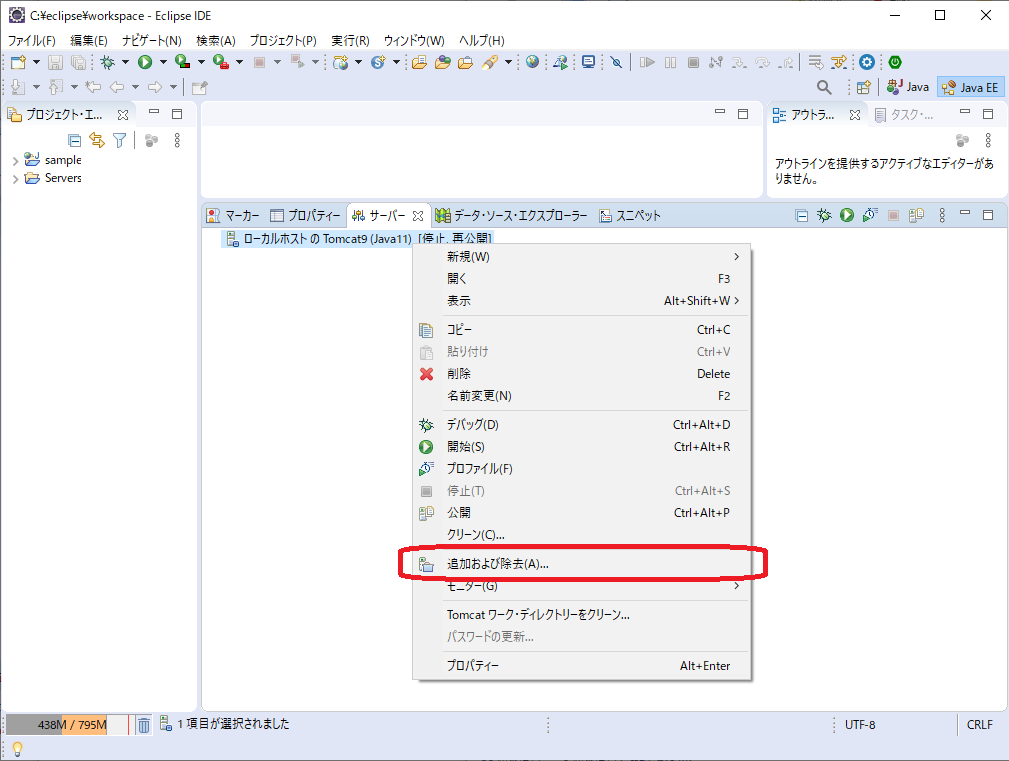 C:¥eclipse¥workspace - Eclipse IDE
ファイル(F) 編集(E) ナビゲート(N) 検索(A) プロジェクト(P) 実行(R) ウィンドウ(W) ヘルプ(H)
Java
Java EE
プロジェクト・エ...
アウトラ...
タスク・...
sample
Servers
アウトラインを提供するアクティブなエディターがあ
りません。
マーカー プロパティー サーバー データ・ソース・エクスプローラー スニペット
ローカルホスト の Tomcat9 (Java11) [停止, 再公開]
新規(W)
開く F3
表示 Alt+Shift+W
コピー Ctrl+C
貼り付け Ctrl+V
削除 Delete
名前変更(N) F2
デバッグ(D) Ctrl+Alt+D
開始(S) Ctrl+Alt+R
プロファイル(F)
停止(T) Ctrl+Alt+S
公開 Ctrl+Alt+P
クリーン(C)...
追加および除去(A)...
モニター(G)
Tomcat ワーク・ディレクトリーをクリーン...
パスワードの更新...
プロパティー Alt+Enter
438M / 795M
1 項目が選択されました
UTF-8
CRLF